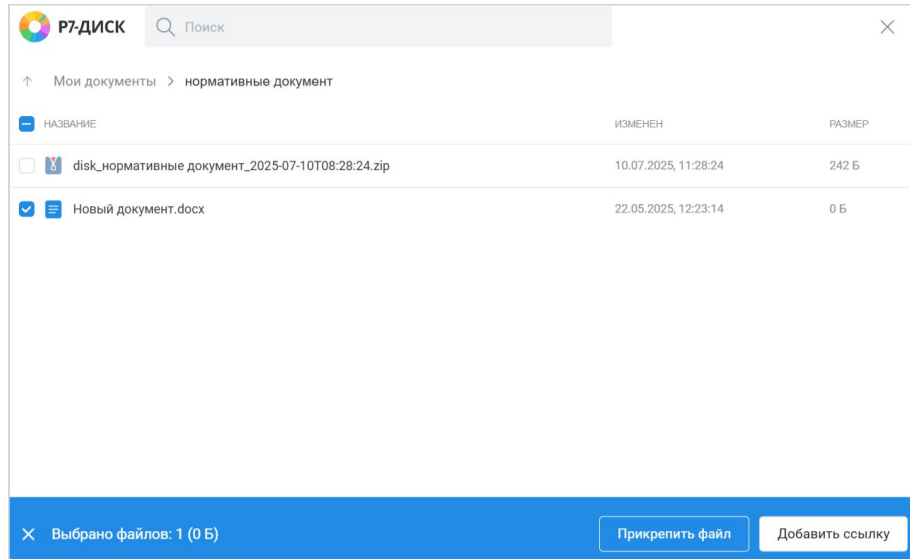 Р7-ДИСК Поиск
Мои документы > нормативные документ
НАЗВАНИЕ ИЗМЕНЕН РАЗМЕР
disk_нормативные документ_2025-07-10T08:28:24.zip 10.07.2025, 11:28:24 242 Б
Новый документ.docx 22.05.2025, 12:23:14 0 Б
Выбрано файлов: 1 (0 Б) Прикрепить файл Добавить ссылку